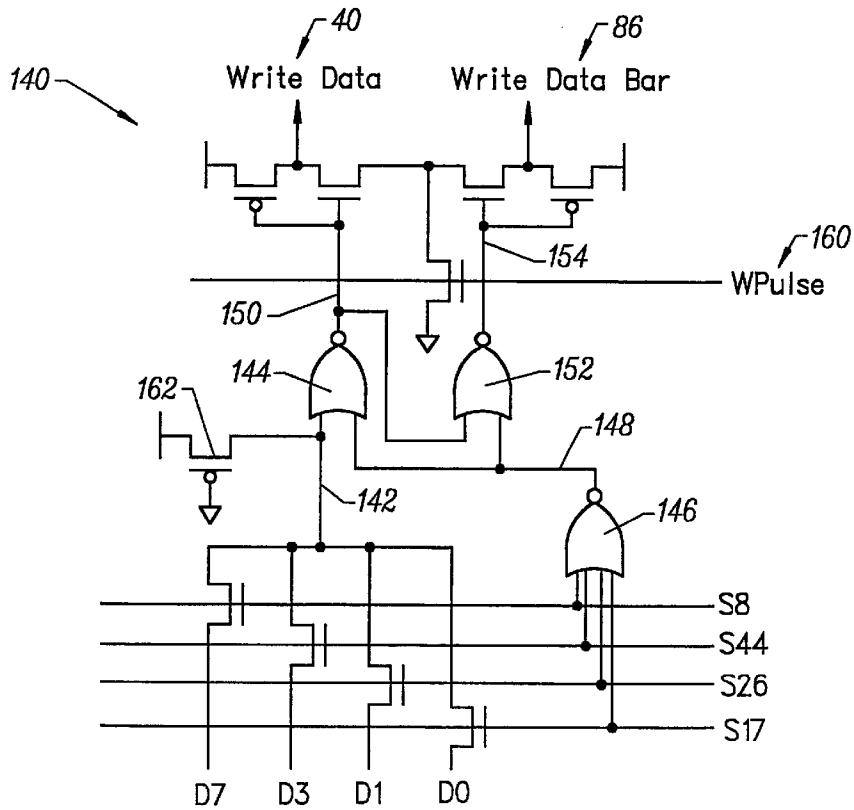 40
86
140
Write Data
Write Data Bar
154
160
WPulse
150
144
152
162
148
142
146
S8
S44
S26
S17
D7
D3
D1
D0